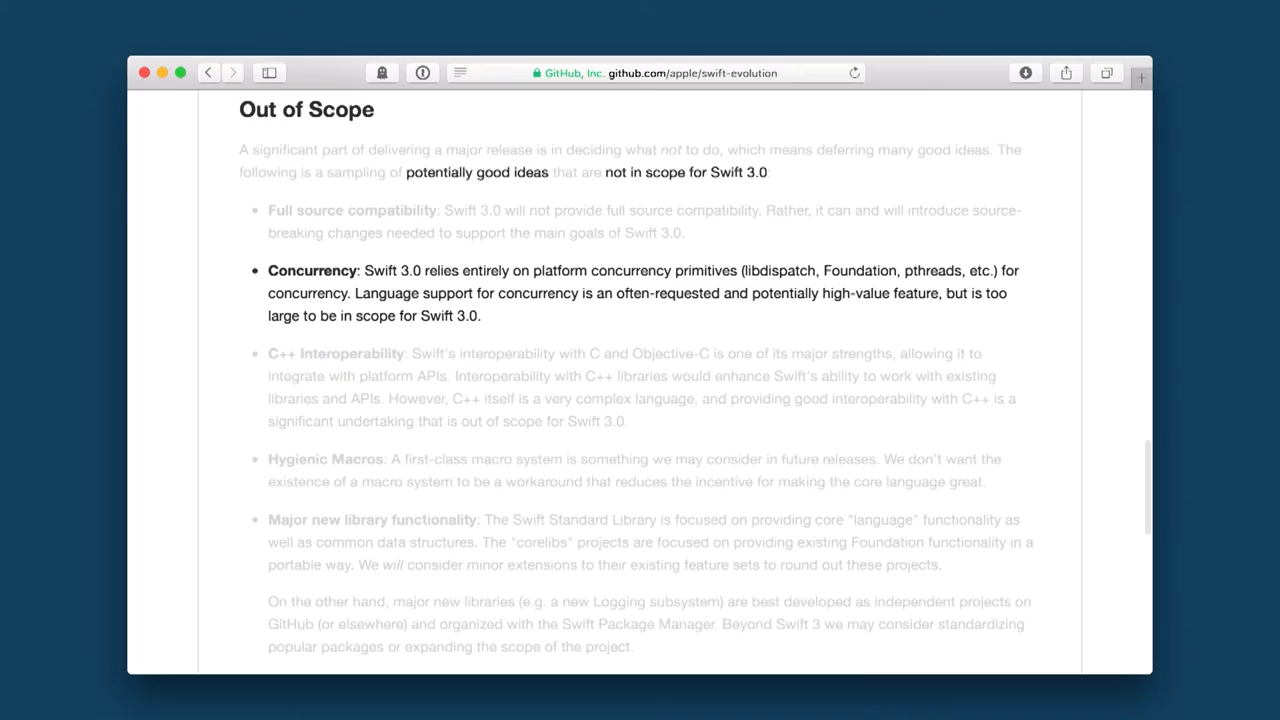 GitHub, Inc. github.com/apple/swift-evolution
Out of Scope
A significant part of delivering a major release is in deciding what not to do, which means deferring many good ideas. The
following is a sampling of potentially good ideas that are not in scope for Swift 3.0:
• Full source compatibility: Swift 3.0 will not provide full source compatibility. Rather, it can and will introduce source-
breaking changes needed to support the main goals of Swift 3.0.
• Concurrency: Swift 3.0 relies entirely on platform concurrency primitives (libdispatch, Foundation, pthreads, etc.) for
concurrency. Language support for concurrency is an often-requested and potentially high-value feature, but is too
large to be in scope for Swift 3.0.
• C++ Interoperability: Swift's interoperability with C and Objective-C is one of its major strengths, allowing it to
integrate with platform APIs. Interoperability with C++ libraries would enhance Swift's ability to work with existing
libraries and APIs. However, C++ itself is a very complex language, and providing good interoperability with C++ is a
significant undertaking that is out of scope for Swift 3.0.
• Hygienic Macros: A first-class macro system is something we may consider in future releases. We don't want the
existence of a macro system to be a workaround that reduces the incentive for making the core language great.
• Major new library functionality: The Swift Standard Library is focused on providing core "language" functionality as
well as common data structures. The "corelibs" projects are focused on providing existing Foundation functionality in a
portable way. We will consider minor extensions to their existing feature sets to round out these projects.
On the other hand, major new libraries (e.g. a new Logging subsystem) are best developed as independent projects on
GitHub (or elsewhere) and organized with the Swift Package Manager. Beyond Swift 3 we may consider standardizing
popular packages or expanding the scope of the project.